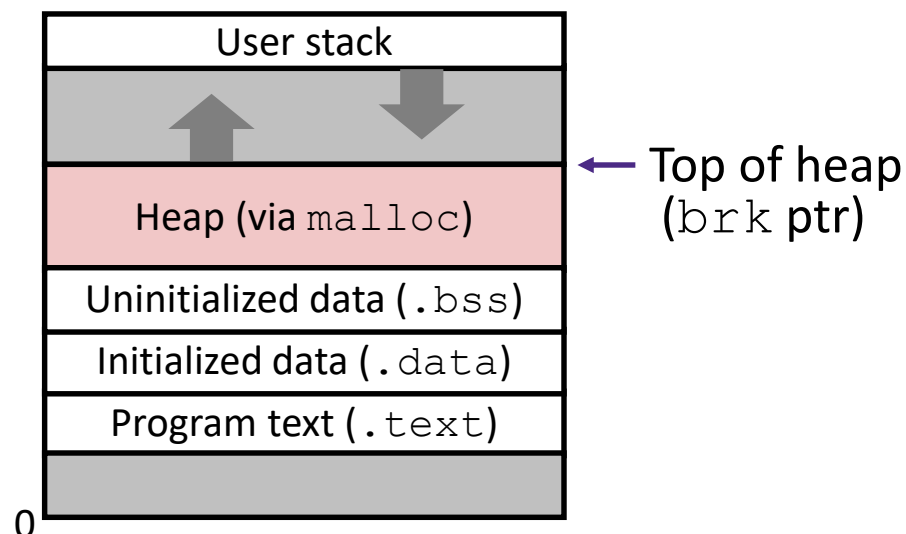 User stack
Top of heap
(brk ptr)
Heap (via malloc)
Uninitialized data (.bss)
Initialized data (.data)
Program text (.text)
0